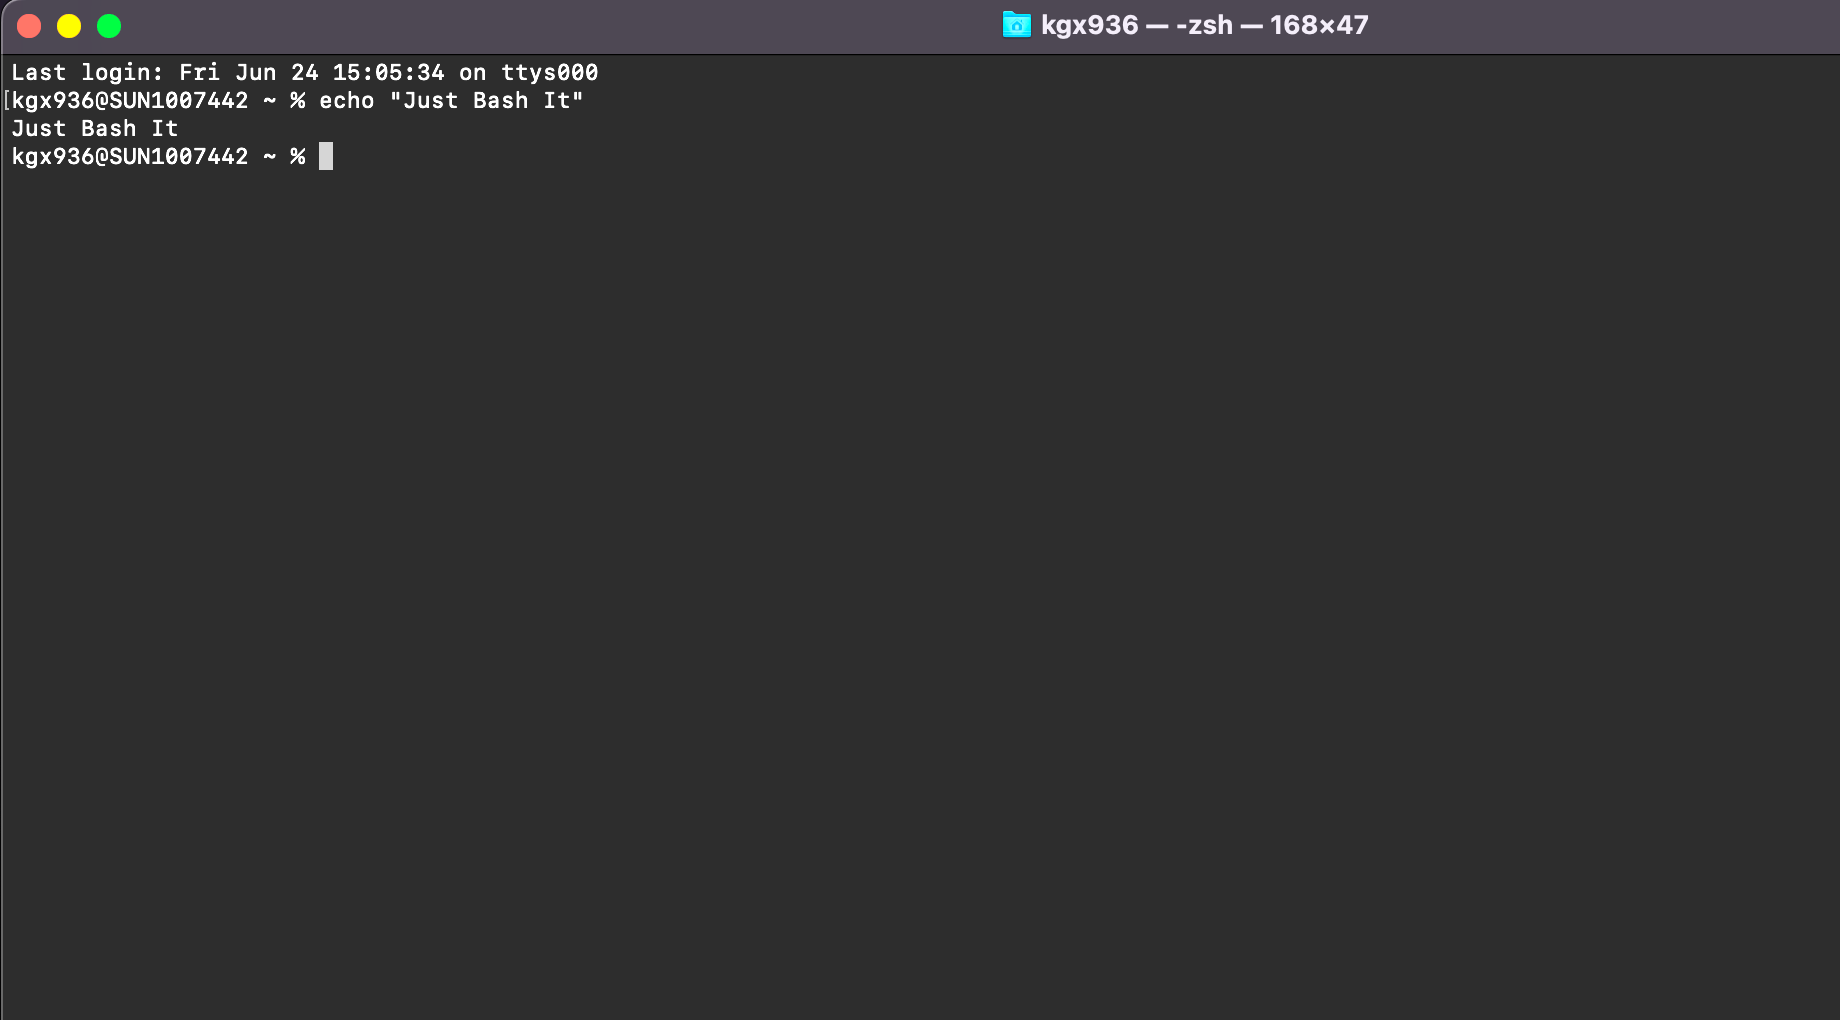 kgx936 — -zsh — 168×47
Last login: Fri Jun 24 15:05:34 on ttys000
[kgx936@SUN1007442 ~ % echo "Just Bash It"
Just Bash It
kgx936@SUN1007442 ~ %